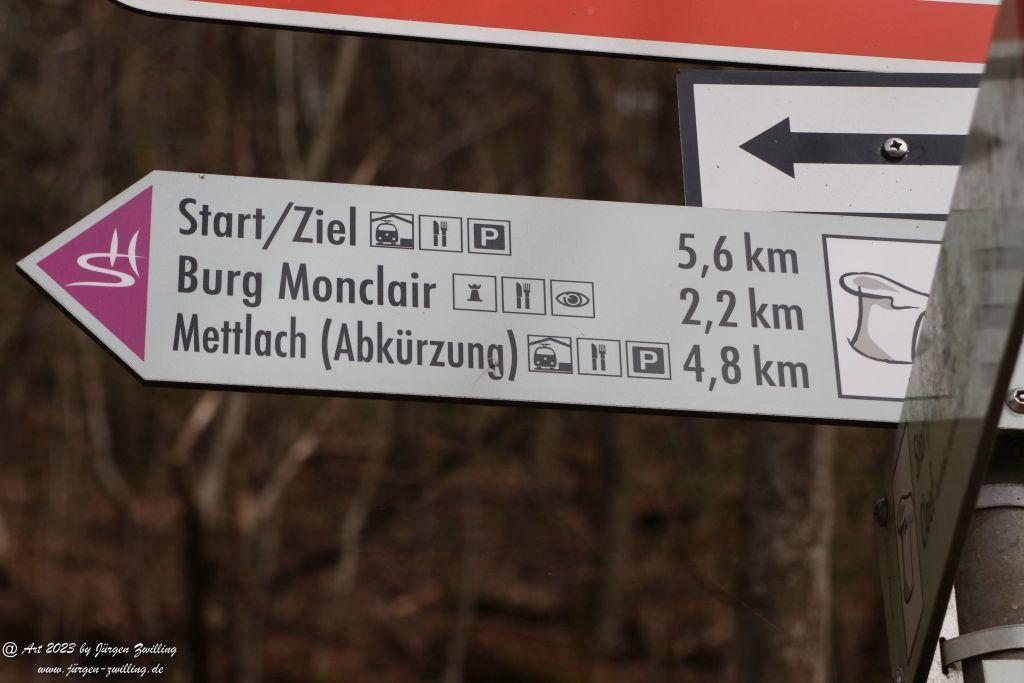 Start/Ziel P 5,6 km
Burg Monclair 2,2 km
Mettlach (Abkürzung) P 4,8 km
@ Art 2023 by Jürgen Zwilling
www.jürgen-zwilling.de